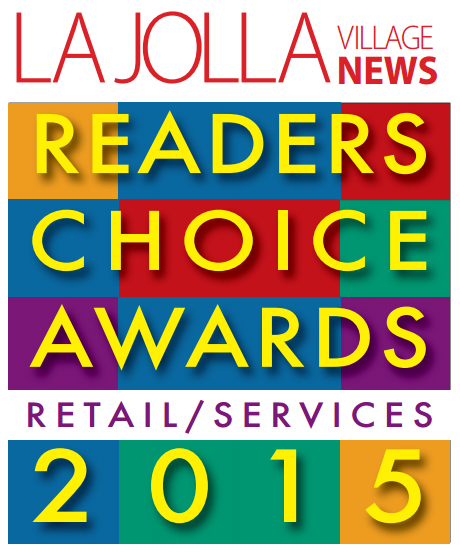 LA JOLLA VILLAGE NEWS
READERS
CHOICE
AWARDS
RETAIL/SERVICES
2015